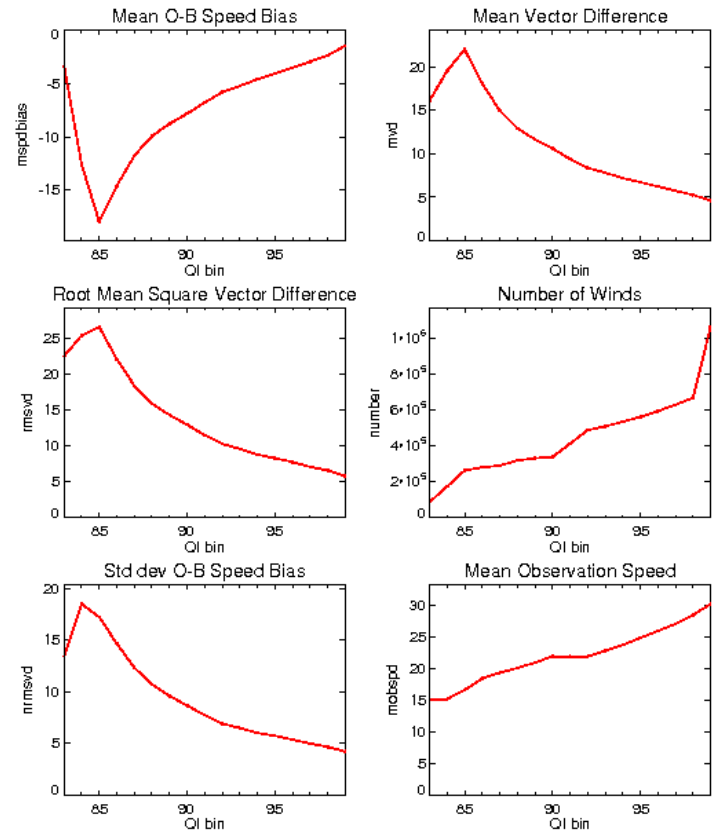 Mean O-B Speed Bias
0
-5
-10
-15
mspdbias
85 90 95
QI bin
Mean Vector Difference
20
15
10
5
0
mvd
85 90 95
QI bin
Root Mean Square Vector Difference
25
20
15
10
5
0
rmsvd
85 90 95
QI bin
Number of Winds
1•10⁶
8•10⁵
6•10⁵
4•10⁵
2•10⁵
0
number
85 90 95
QI bin
Std dev O-B Speed Bias
20
15
10
5
0
nrmsvd
85 90 95
QI bin
Mean Observation Speed
30
25
20
15
10
5
0
mobspd
85 90 95
QI bin